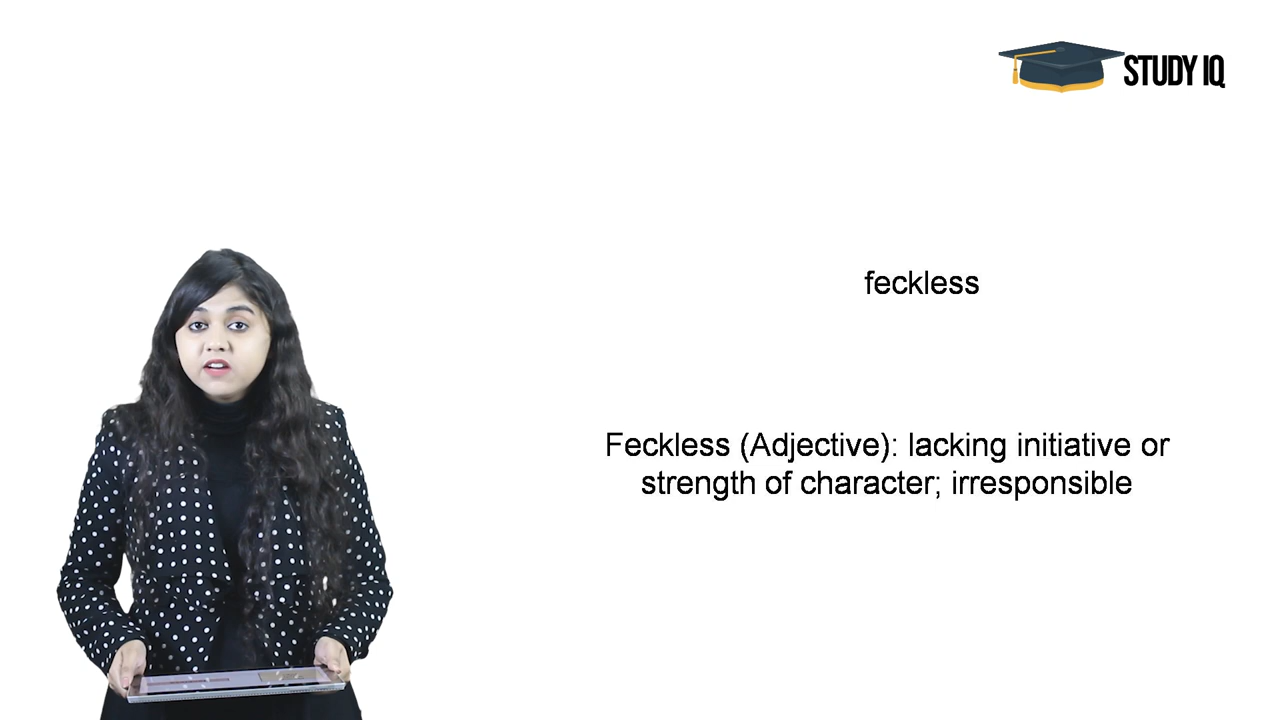 STUDY IQ
feckless
Feckless (Adjective): lacking initiative or
strength of character; irresponsible